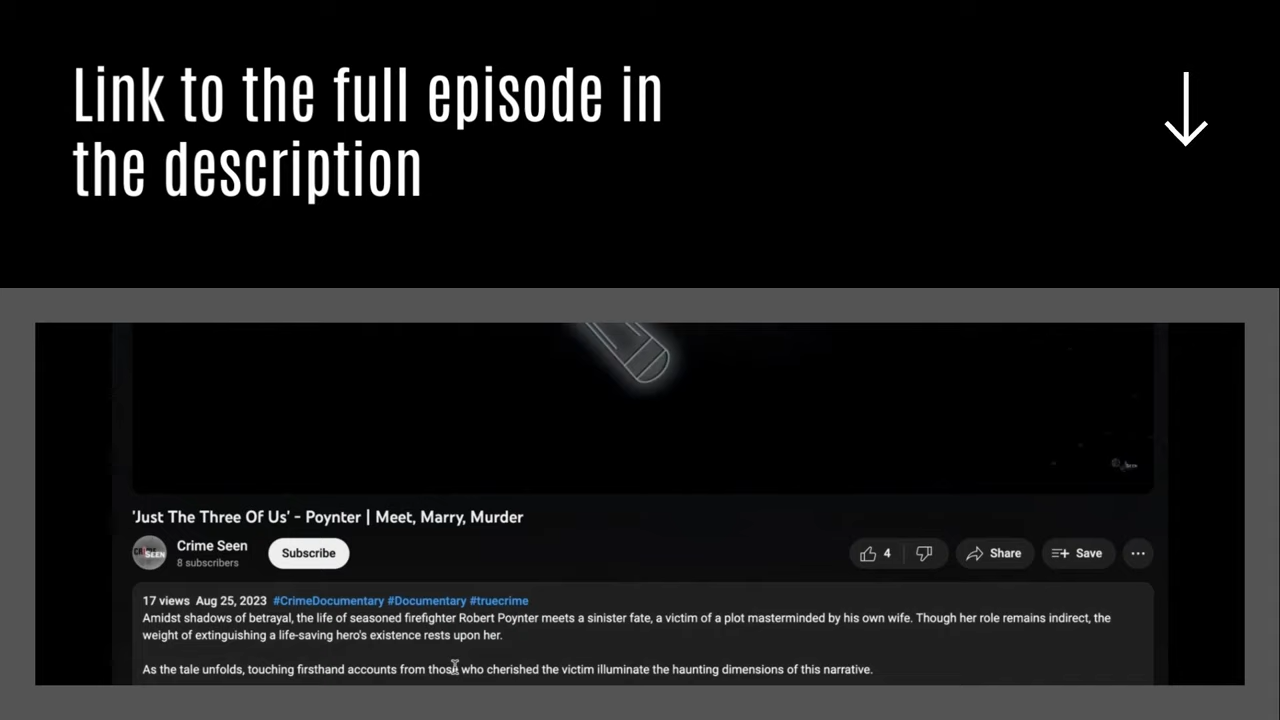 Link to the full episode in
the description
'Just The Three Of Us' - Poynter | Meet, Marry, Murder
Crime Seen
8 subscribers
Subscribe
4
Share
Save
17 views Aug 25, 2023 #CrimeDocumentary #Documentary #truecrime
Amidst shadows of betrayal, the life of seasoned firefighter Robert Poynter meets a sinister fate, a victim of a plot masterminded by his own wife. Though her role remains indirect, the
weight of extinguishing a life-saving hero's existence rests upon her.
As the tale unfolds, touching firsthand accounts from those who cherished the victim illuminate the haunting dimensions of this narrative.